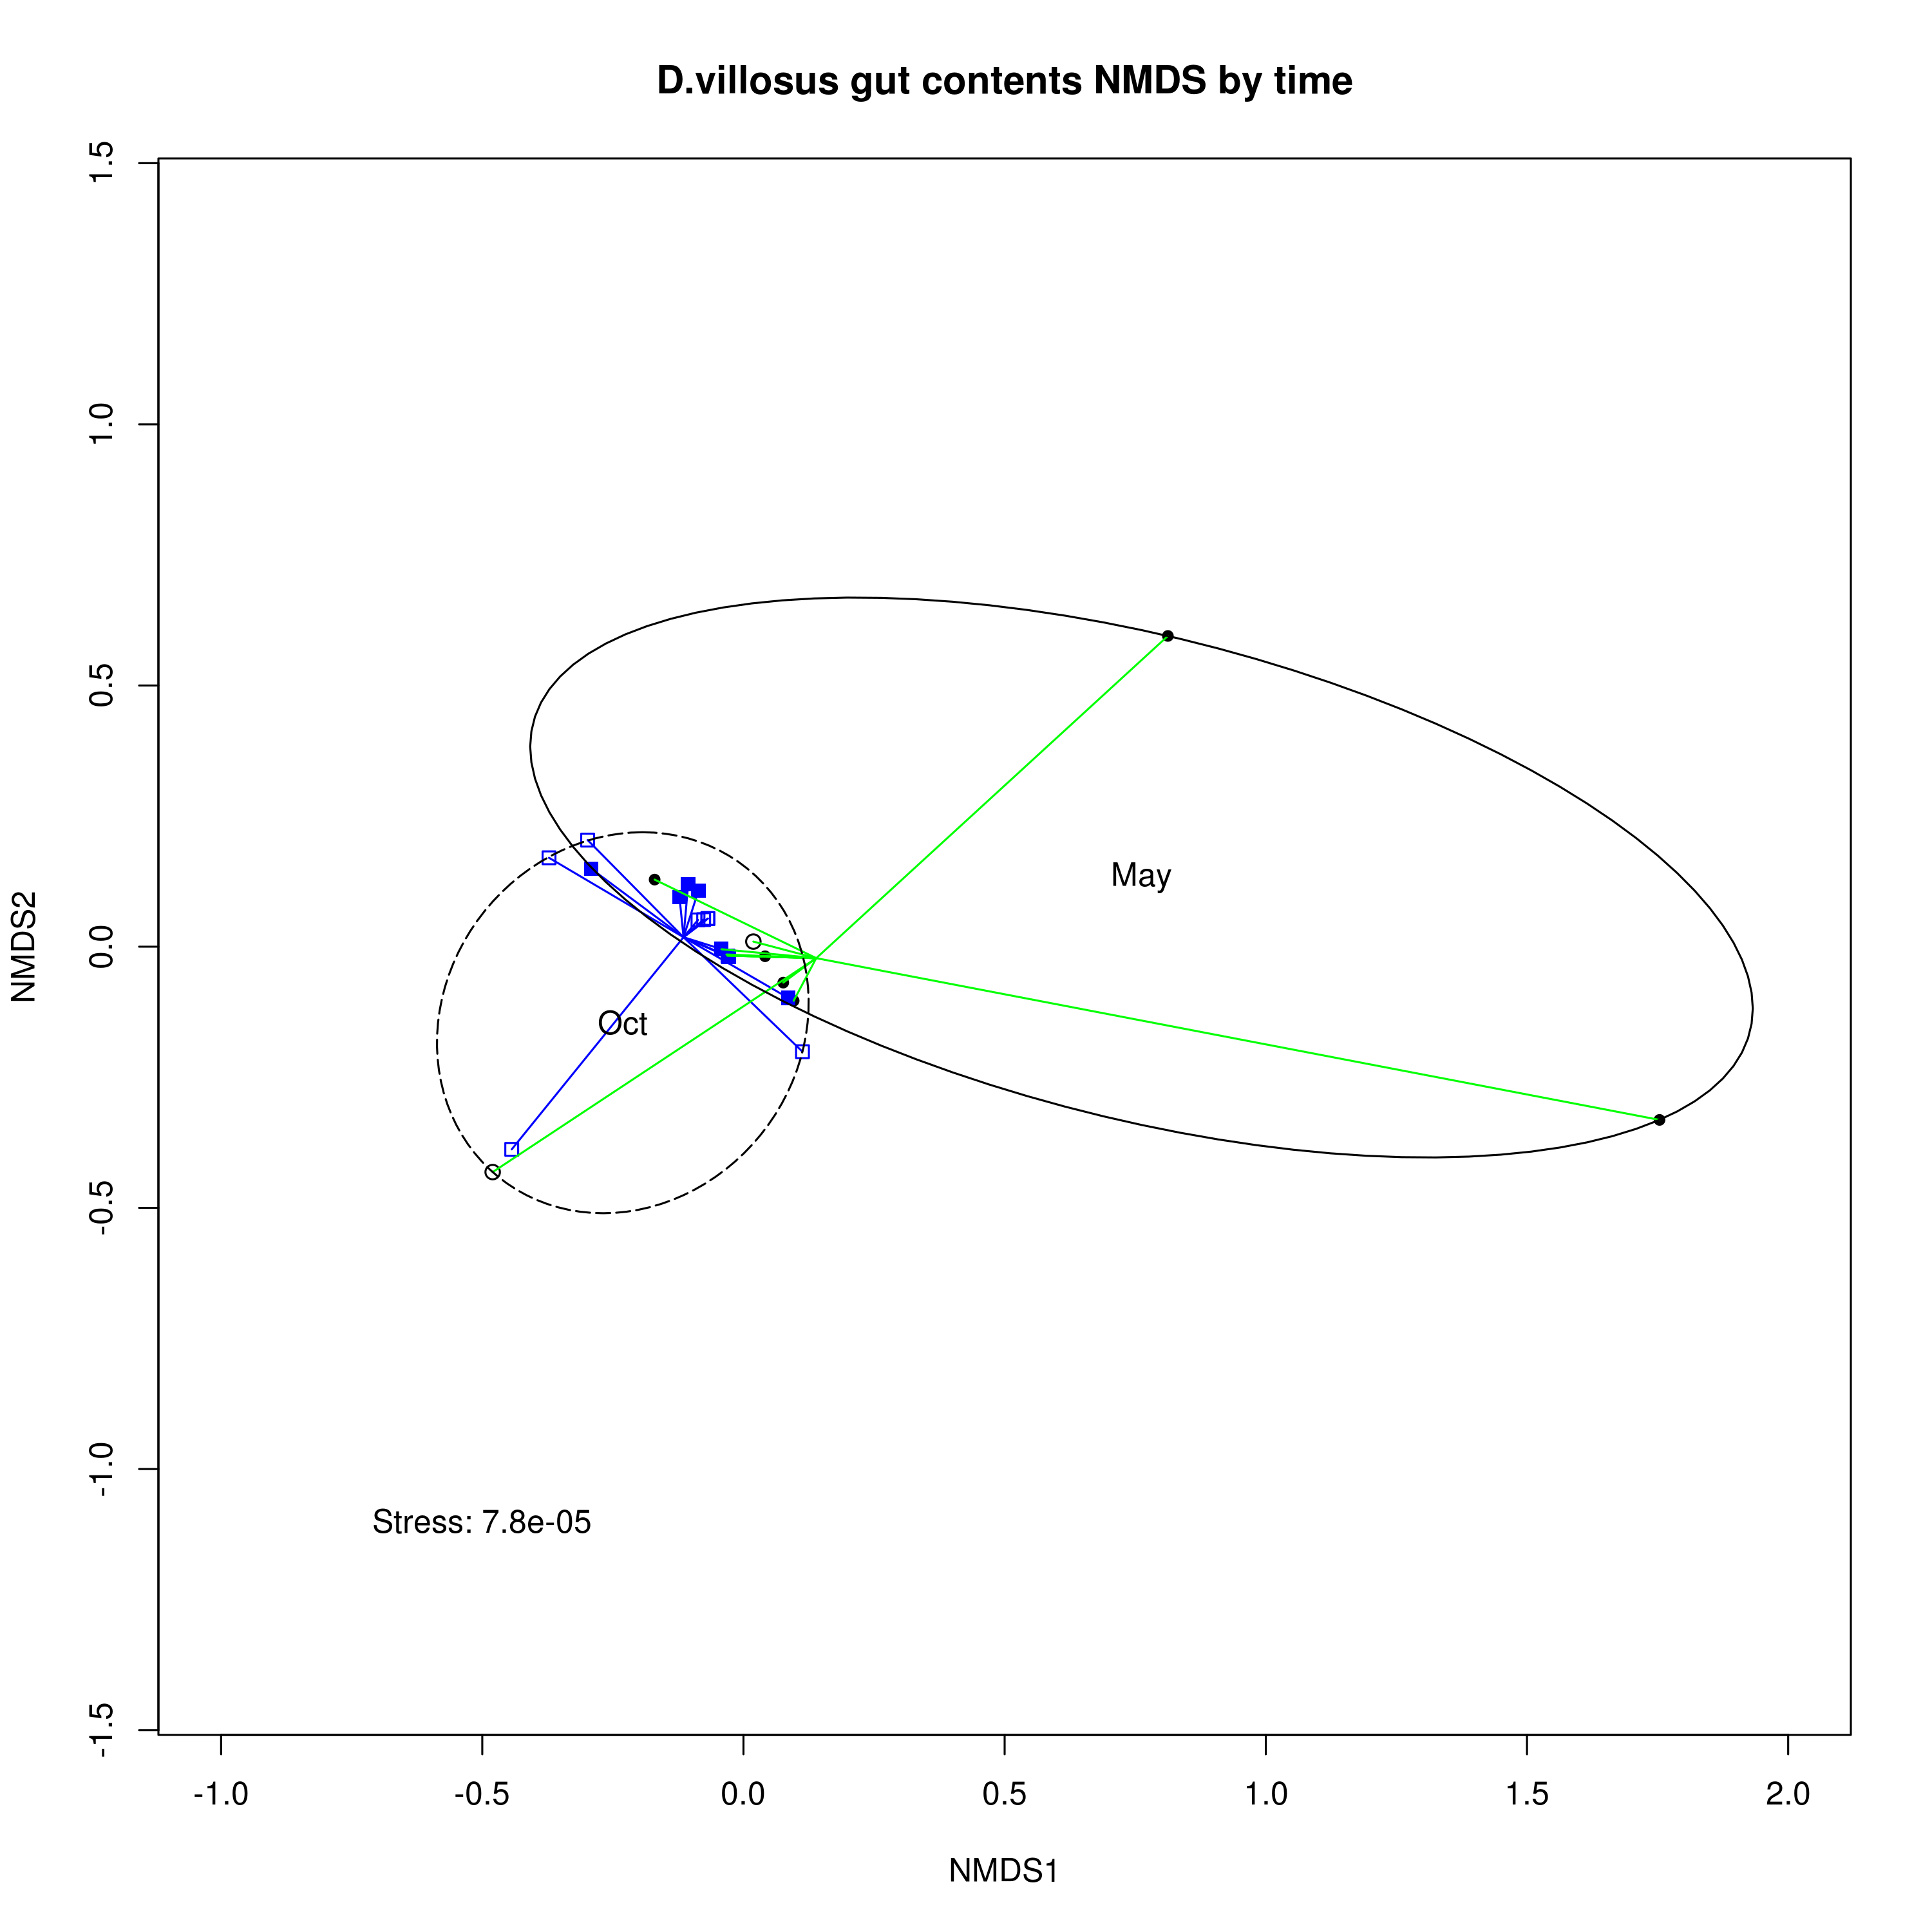 D.villosus gut contents NMDS by time
1.5
1.0
0.5
0.0
-0.5
-1.0
-1.5
NMDS2
May
Oct
Stress: 7.8e-05
-1.0 -0.5 0.0 0.5 1.0 1.5 2.0
NMDS1